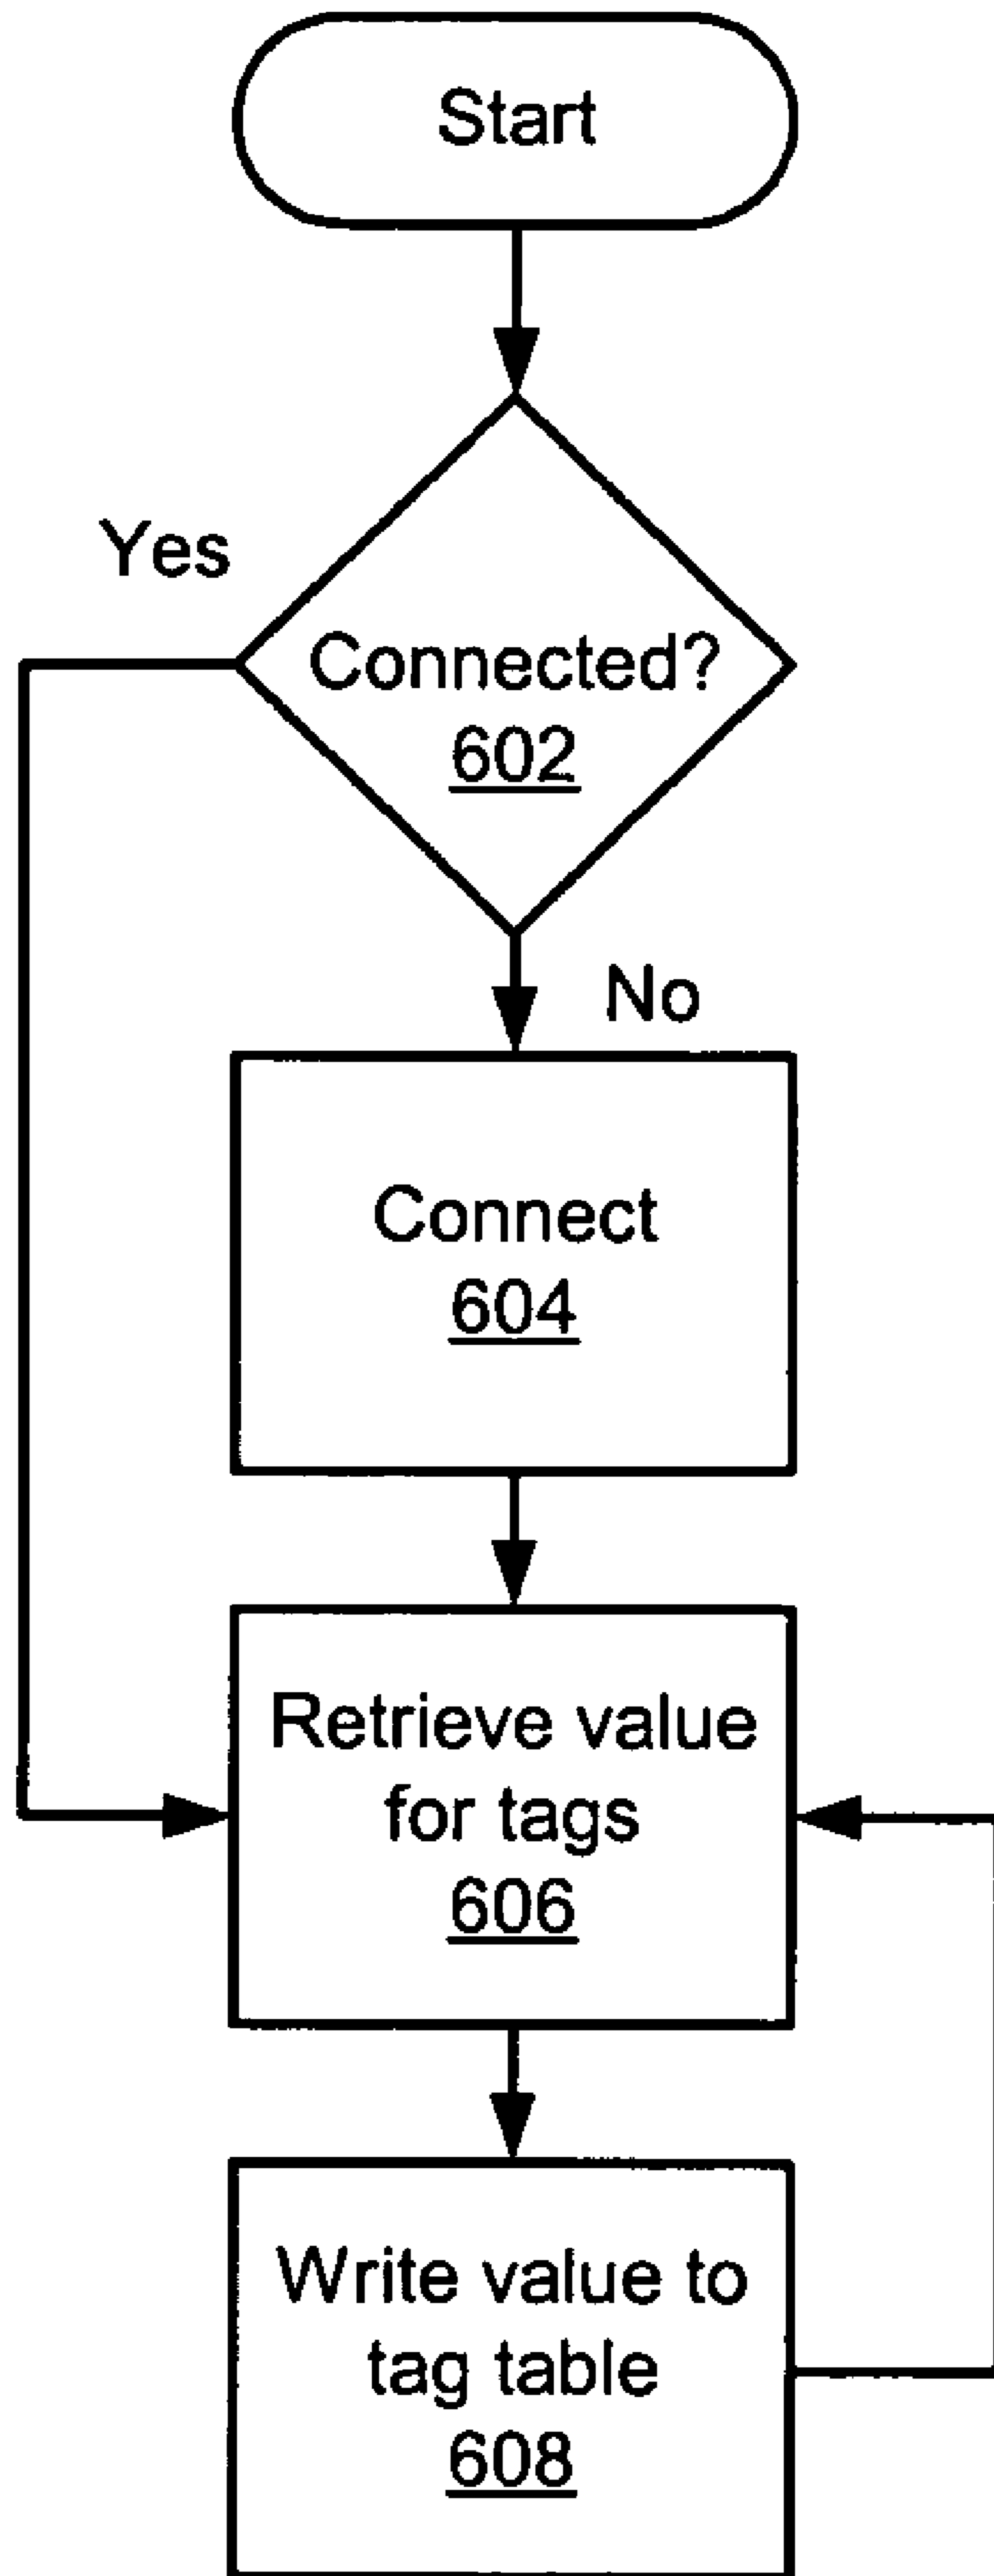 Start
Yes
Connected?
602
No
Connect
604
Retrieve value
for tags
606
Write value to
tag table
608